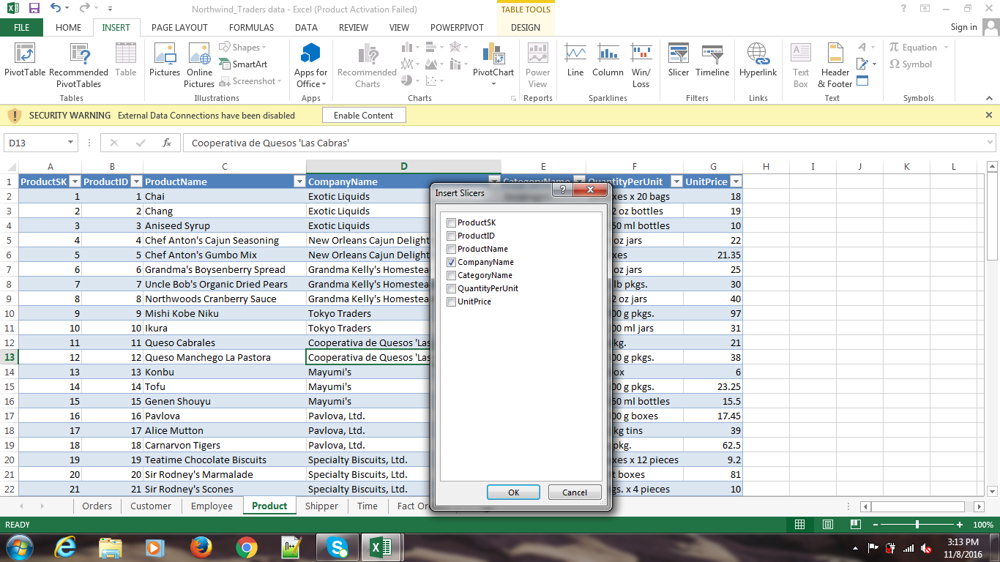 Northwind_Traders data - Excel (Product Activation Failed)
TABLE TOOLS
FILE HOME INSERT PAGE LAYOUT FORMULAS DATA REVIEW VIEW POWERPIVOT DESIGN Sign in
PivotTable Recommended PivotTables Table
Tables
Pictures Online Pictures Shapes SmartArt Screenshot
Illustrations
Apps for Office
Apps
Recommended Charts PivotChart
Charts
Power View
Reports
Line Column Win/Loss
Sparklines
Slicer Timeline
Filters
Hyperlink
Links
Text Box Header & Footer
Text
Equation Symbol
Symbols
SECURITY WARNING External Data Connections have been disabled Enable Content
D13 fx Cooperativa de Quesos 'Las Cabras'
A B C D E F G H I J K L
1 ProductSK ProductID ProductName CompanyName CategoryName QuantityPerUnit UnitPrice
2 1 1 Chai Exotic Liquids xes x 20 bags 18
3 2 2 Chang Exotic Liquids oz bottles 19
4 3 3 Aniseed Syrup Exotic Liquids ml bottles 10
5 4 4 Chef Anton's Cajun Seasoning New Orleans Cajun Delight oz jars 22
6 5 5 Chef Anton's Gumbo Mix New Orleans Cajun Delight xes 21.35
7 6 6 Grandma's Boysenberry Spread Grandma Kelly's Homestea oz jars 25
8 7 7 Uncle Bob's Organic Dried Pears Grandma Kelly's Homestea lb pkgs. 30
9 8 8 Northwoods Cranberry Sauce Grandma Kelly's Homestea oz jars 40
10 9 9 Mishi Kobe Niku Tokyo Traders g pkgs. 97
11 10 10 Ikura Tokyo Traders ml jars 31
12 11 11 Queso Cabrales Cooperativa de Quesos 'Las kg. 21
13 12 12 Queso Manchego La Pastora Cooperativa de Quesos 'Las g pkgs. 38
14 13 13 Konbu Mayumi's ox 6
15 14 14 Tofu Mayumi's g pkgs. 23.25
16 15 15 Genen Shouyu Mayumi's ml bottles 15.5
17 16 16 Pavlova Pavlova, Ltd. g boxes 17.45
18 17 17 Alice Mutton Pavlova, Ltd. kg tins 39
19 18 18 Carnarvon Tigers Pavlova, Ltd. pkg. 62.5
20 19 19 Teatime Chocolate Biscuits Specialty Biscuits, Ltd. xes x 12 pieces 9.2
21 20 20 Sir Rodney's Marmalade Specialty Biscuits, Ltd. boxes 81
22 21 21 Sir Rodney's Scones Specialty Biscuits, Ltd. gs. x 4 pieces 10
Insert Slicers
ProductSK
ProductID
ProductName
CompanyName
CategoryName
QuantityPerUnit
UnitPrice
OK Cancel
Orders Customer Employee Product Shipper Time Fact Or
READY 100%
3:13 PM
11/8/2016